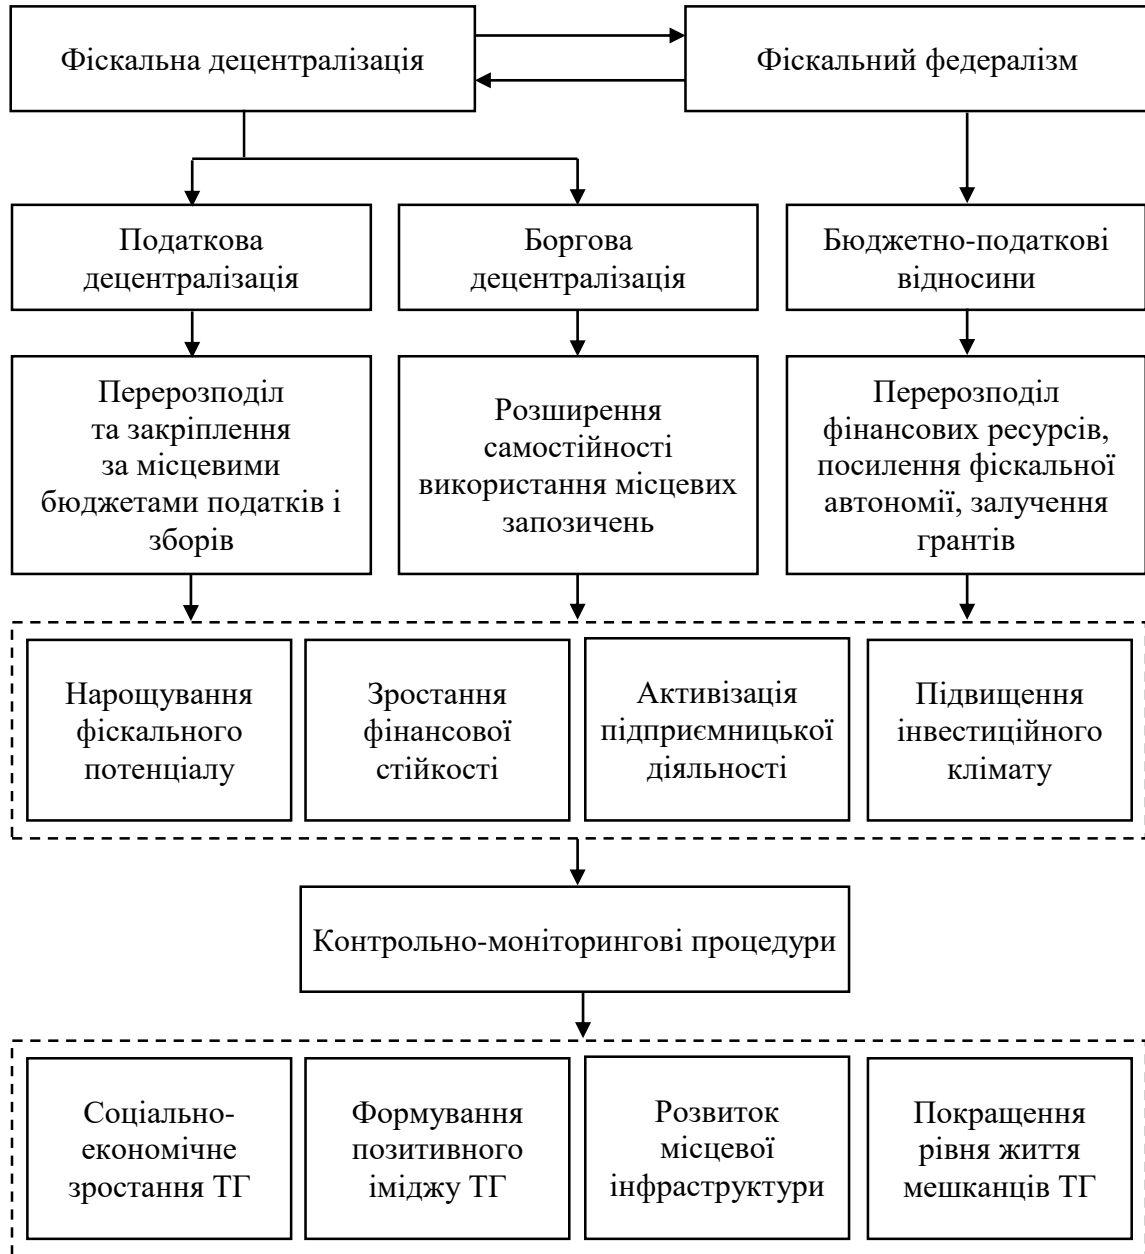 Фіскальна децентралізація
Фіскальний федералізм
Податкова
децентралізація
Боргова
децентралізація
Бюджетно-податкові
відносини
Перерозподіл
та закріплення
за місцевими
бюджетами податків і
зборів
Розширення
самостійності
використання місцевих
запозичень
Перерозподіл
фінансових ресурсів,
посилення фіскальної
автономії, залучення
грантів
Нарощування
фіскального
потенціалу
Зростання
фінансової
стійкості
Активізація
підприємницької
діяльності
Підвищення
інвестиційного
клімату
Контрольно-моніторингові процедури
Соціально-
економічне
зростання ТГ
Формування
позитивного
іміджу ТГ
Розвиток
місцевої
інфраструктури
Покращення
рівня життя
мешканців ТГ